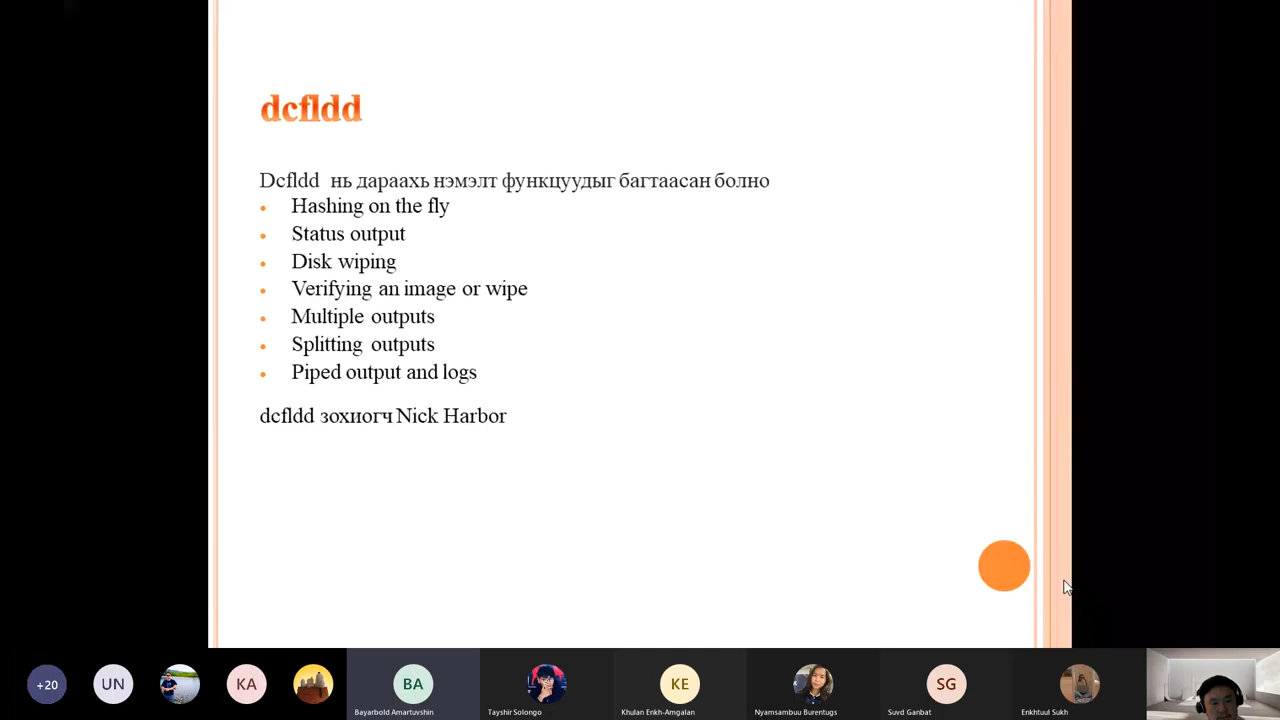 dcfldd
Dcfldd нь дараахь нэмэлт функцуудыг багтаасан болно
Hashing on the fly
Status output
Disk wiping
Verifying an image or wipe
Multiple outputs
Splitting outputs
Piped output and logs
dcfldd зохиогч Nick Harbor
+20
UN
KA
BA
KE
SG
Bayarbold Amartuvshin
Tayshir Solongo
Khulan Enkh-Amgalan
Nyamsambuu Burentugs
Suvd Ganbat
Enkhtuul Sukh